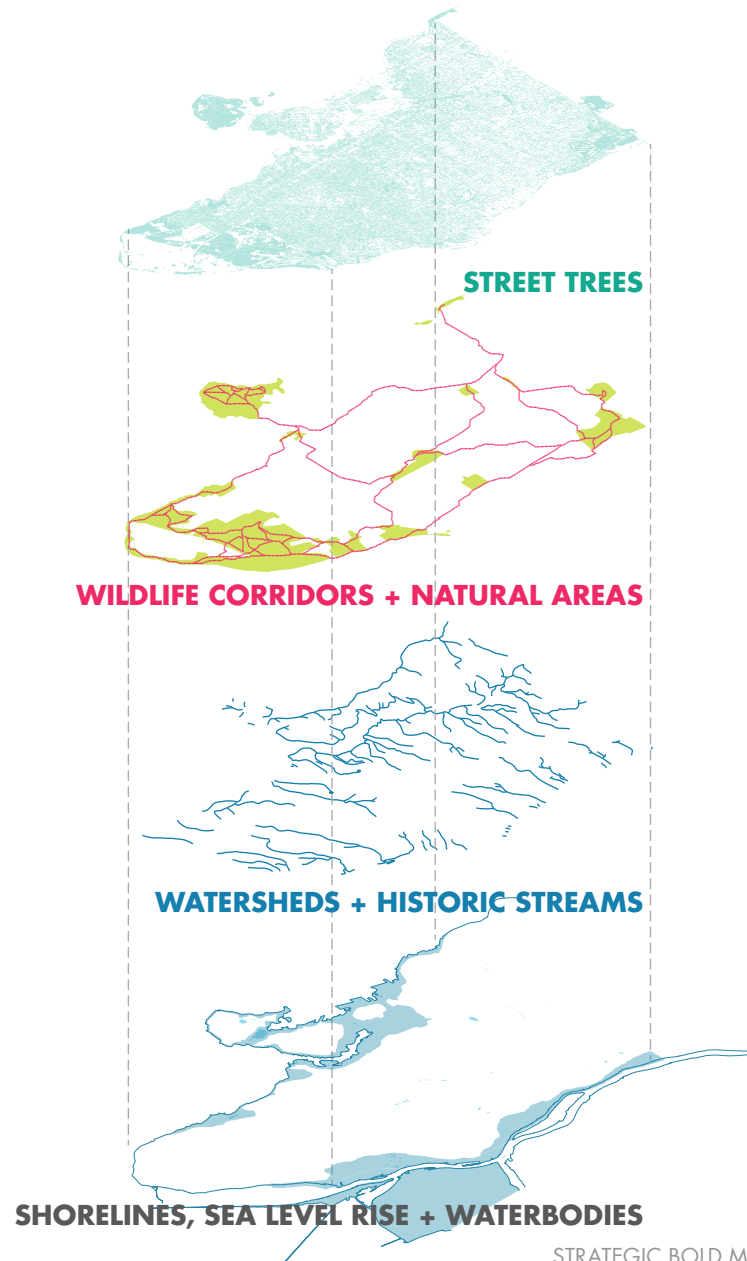 STREET TREES
WILDLIFE CORRIDORS + NATURAL AREAS
WATERSHEDS + HISTORIC STREAMS
SHORELINES, SEA LEVEL RISE + WATERBODIES
STRATEGIC BOLD M